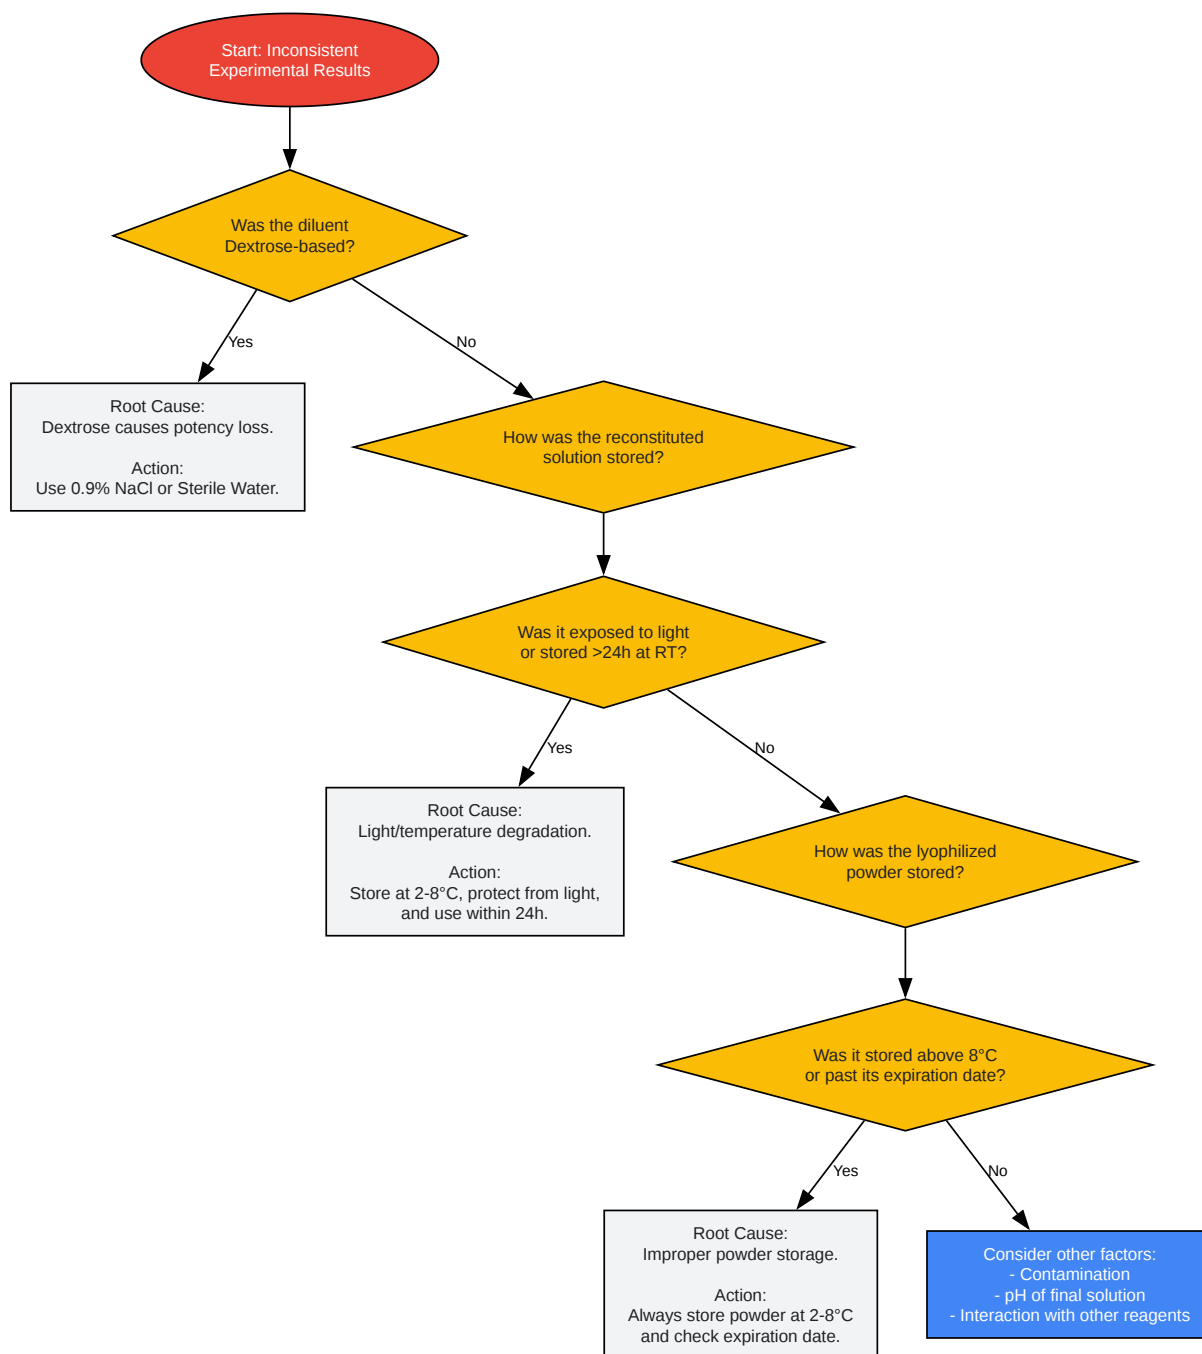 Start: Inconsistent
Experimental Results
Was the diluent
Dextrose-based?
Yes
No
Root Cause:
Dextrose causes potency loss.
Action:
Use 0.9% NaCl or Sterile Water.
How was the reconstituted
solution stored?
Was it exposed to light
or stored >24h at RT?
Yes
No
Root Cause:
Light/temperature degradation.
Action:
Store at 2-8°C, protect from light,
and use within 24h.
How was the lyophilized
powder stored?
Was it stored above 8°C
or past its expiration date?
Yes
No
Root Cause:
Improper powder storage.
Action:
Always store powder at 2-8°C
and check expiration date.
Consider other factors:
- Contamination
- pH of final solution
- Interaction with other reagents